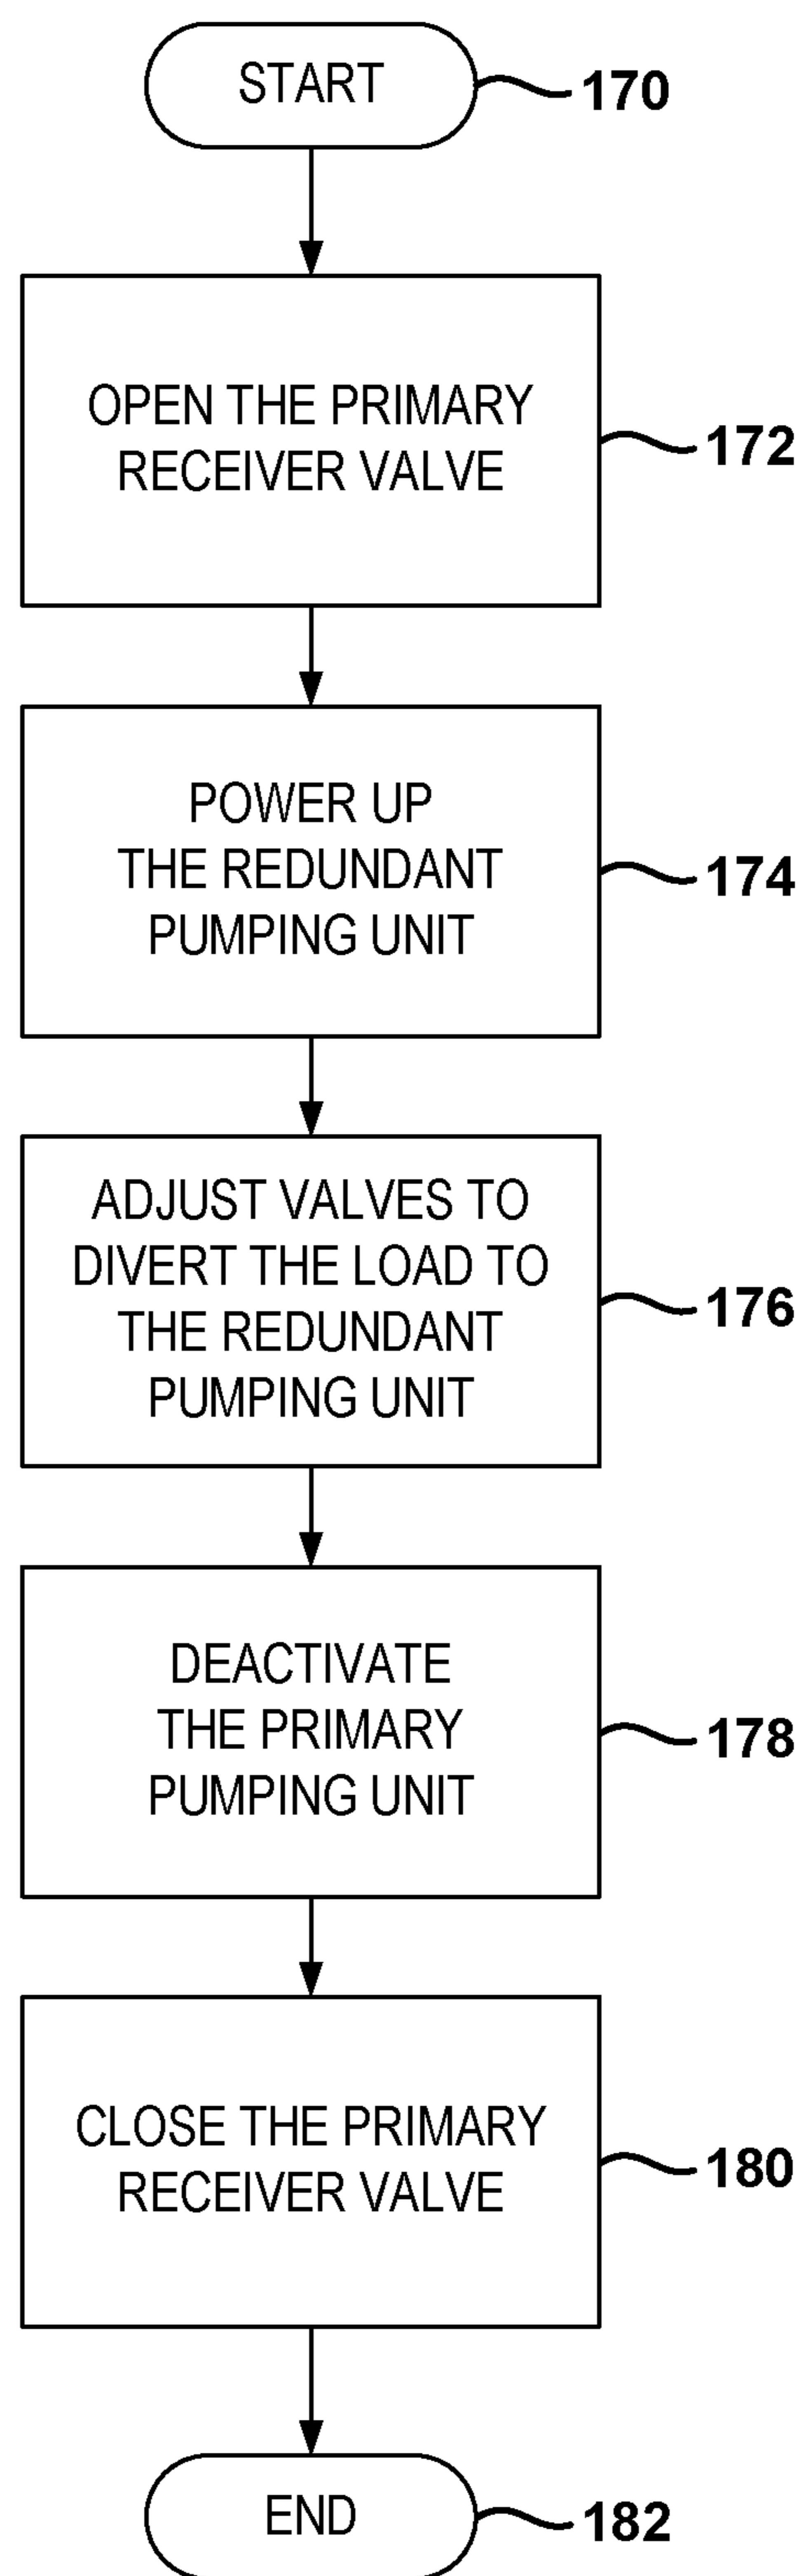 START
170
OPEN THE PRIMARY
RECEIVER VALVE
172
POWER UP
THE REDUNDANT
PUMPING UNIT
174
ADJUST VALVES TO
DIVERT THE LOAD TO
THE REDUNDANT
PUMPING UNIT
176
DEACTIVATE
THE PRIMARY
PUMPING UNIT
178
CLOSE THE PRIMARY
RECEIVER VALVE
180
END
182